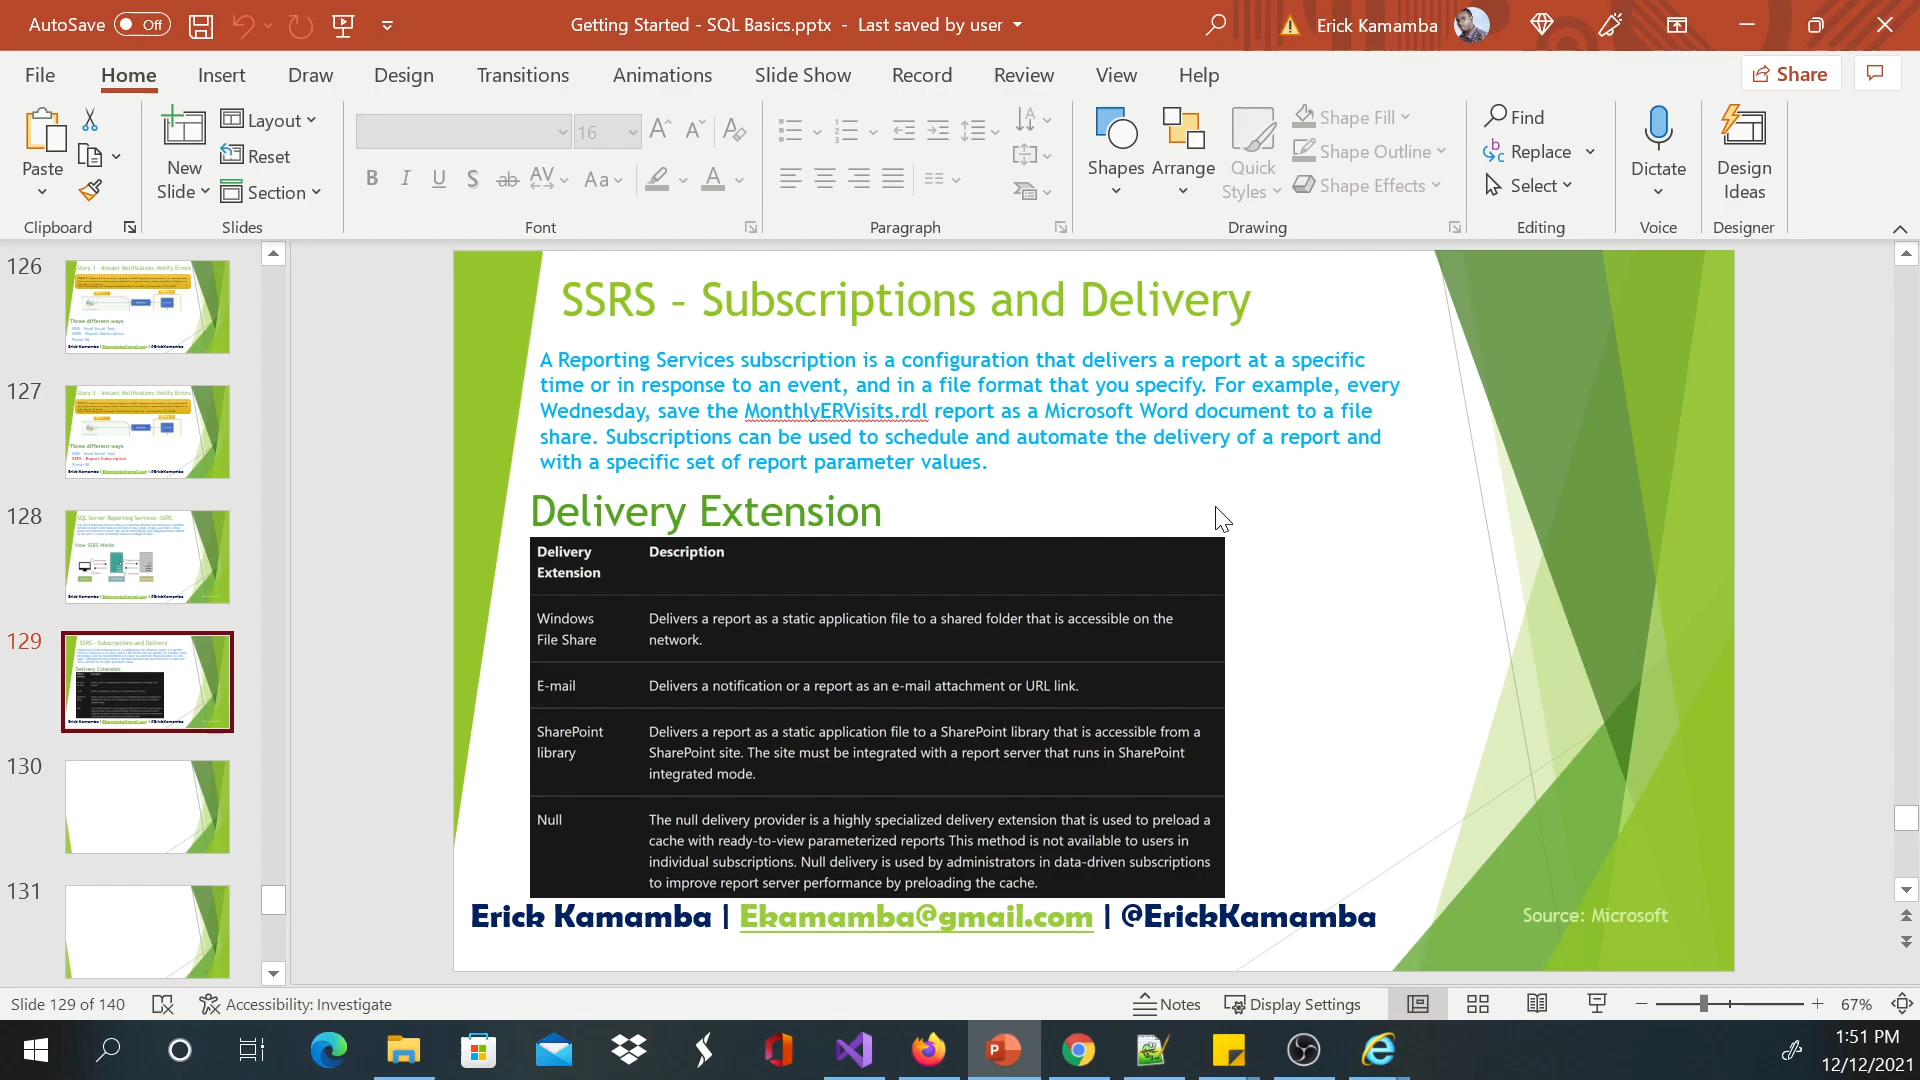 AutoSave Off
Getting Started - SQL Basics.pptx - Last saved by user
Erick Kamamba
File Home Insert Draw Design Transitions Animations Slide Show Record Review View Help
Share
Paste
Clipboard
New Slide
Layout
Reset
Section
Slides
16
B I U S ab AV Aa A
Font
Paragraph
Shapes
Arrange
Quick Styles
Shape Fill
Shape Outline
Shape Effects
Drawing
Find
Replace
Select
Editing
Dictate
Voice
Design Ideas
Designer
126
127
128
129
130
131
SSRS - Subscriptions and Delivery
A Reporting Services subscription is a configuration that delivers a report at a specific
time or in response to an event, and in a file format that you specify. For example, every
Wednesday, save the MonthlyERVisits.rdl report as a Microsoft Word document to a file
share. Subscriptions can be used to schedule and automate the delivery of a report and
with a specific set of report parameter values.
Delivery Extension
Delivery Extension
Description
Windows File Share
Delivers a report as a static application file to a shared folder that is accessible on the
network.
E-mail
Delivers a notification or a report as an e-mail attachment or URL link.
SharePoint library
Delivers a report as a static application file to a SharePoint library that is accessible from a
SharePoint site. The site must be integrated with a report server that runs in SharePoint
integrated mode.
Null
The null delivery provider is a highly specialized delivery extension that is used to preload a
cache with ready-to-view parameterized reports This method is not available to users in
individual subscriptions. Null delivery is used by administrators in data-driven subscriptions
to improve report server performance by preloading the cache.
Erick Kamamba | Ekamamba@gmail.com | @ErickKamamba
Source: Microsoft
Slide 129 of 140
Accessibility: Investigate
Notes
Display Settings
67%
1:51 PM
12/12/2021